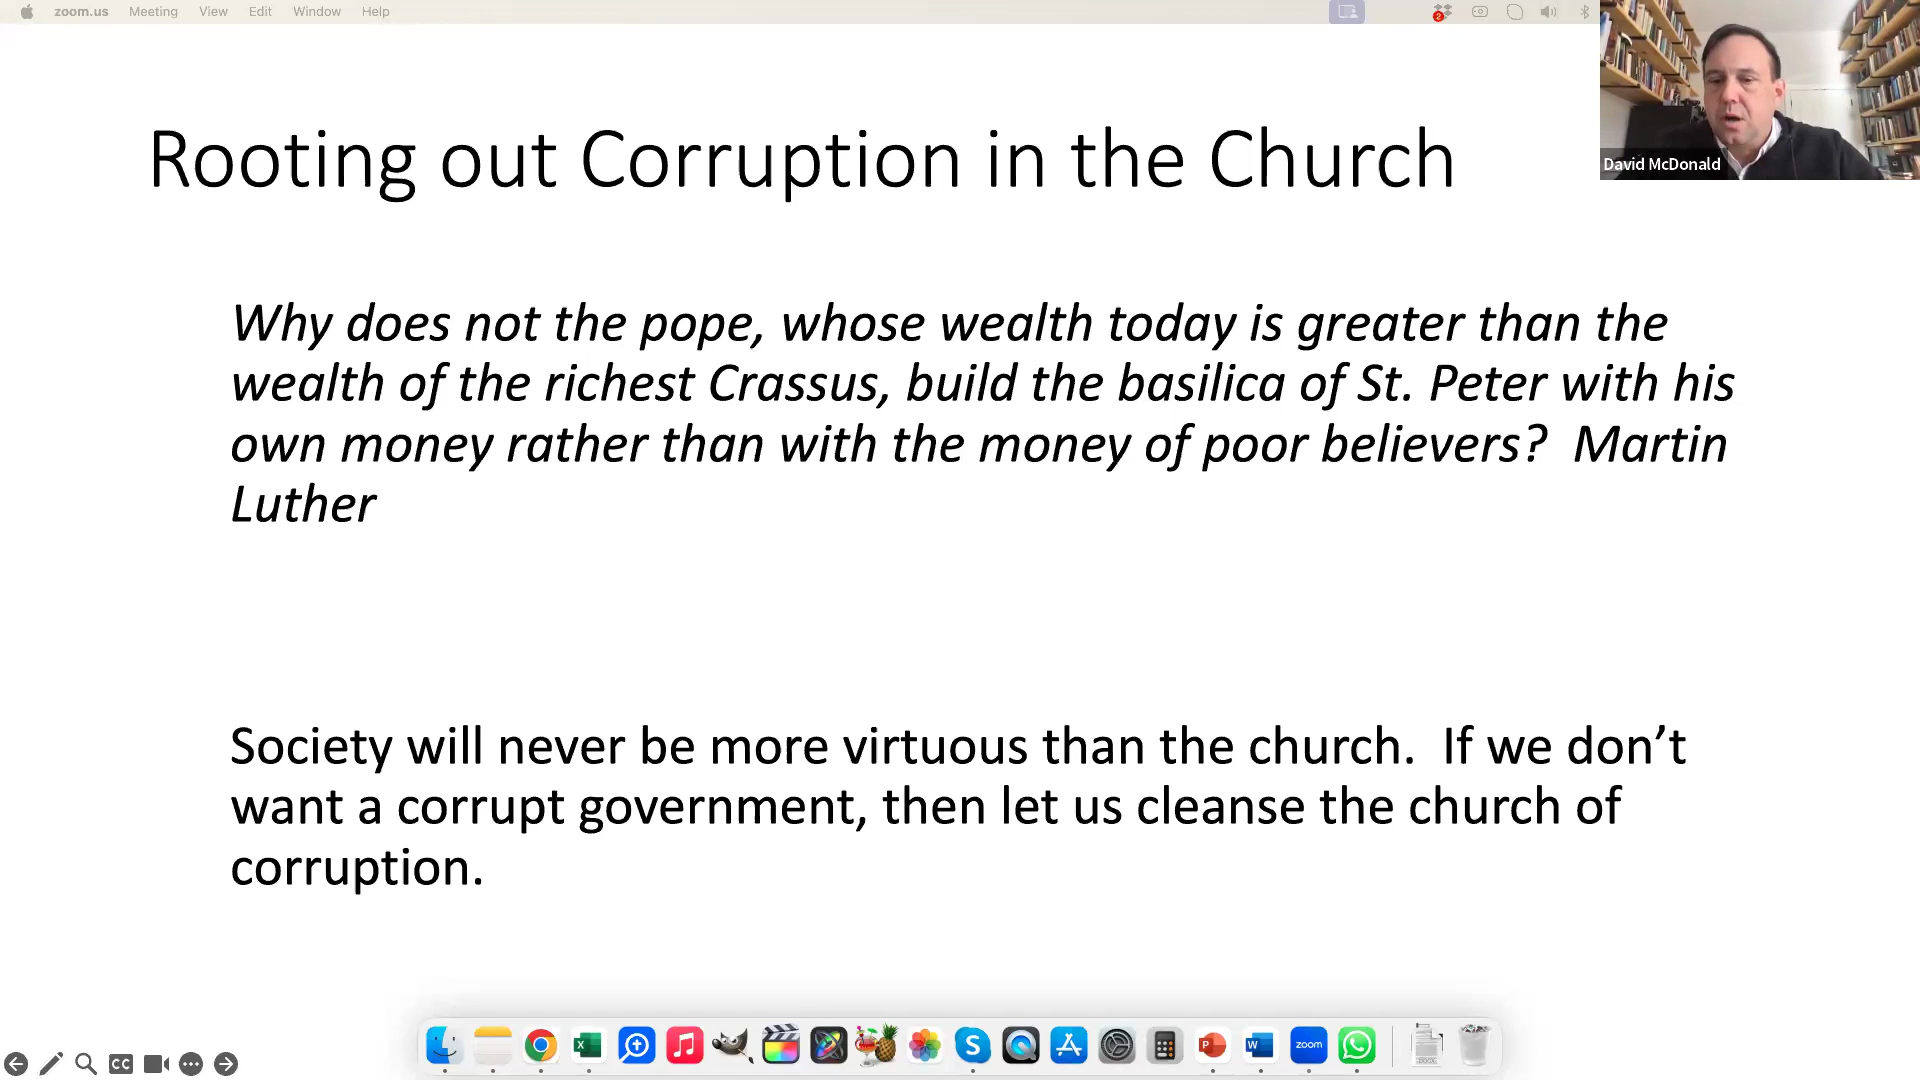 zoom.us Meeting View Edit Window Help
2
David McDonald
Rooting out Corruption in the Church
Why does not the pope, whose wealth today is greater than the
wealth of the richest Crassus, build the basilica of St. Peter with his
own money rather than with the money of poor believers? Martin
Luther
Society will never be more virtuous than the church. If we don’t
want a corrupt government, then let us cleanse the church of
corruption.
CC
X
S
P
W
zoom